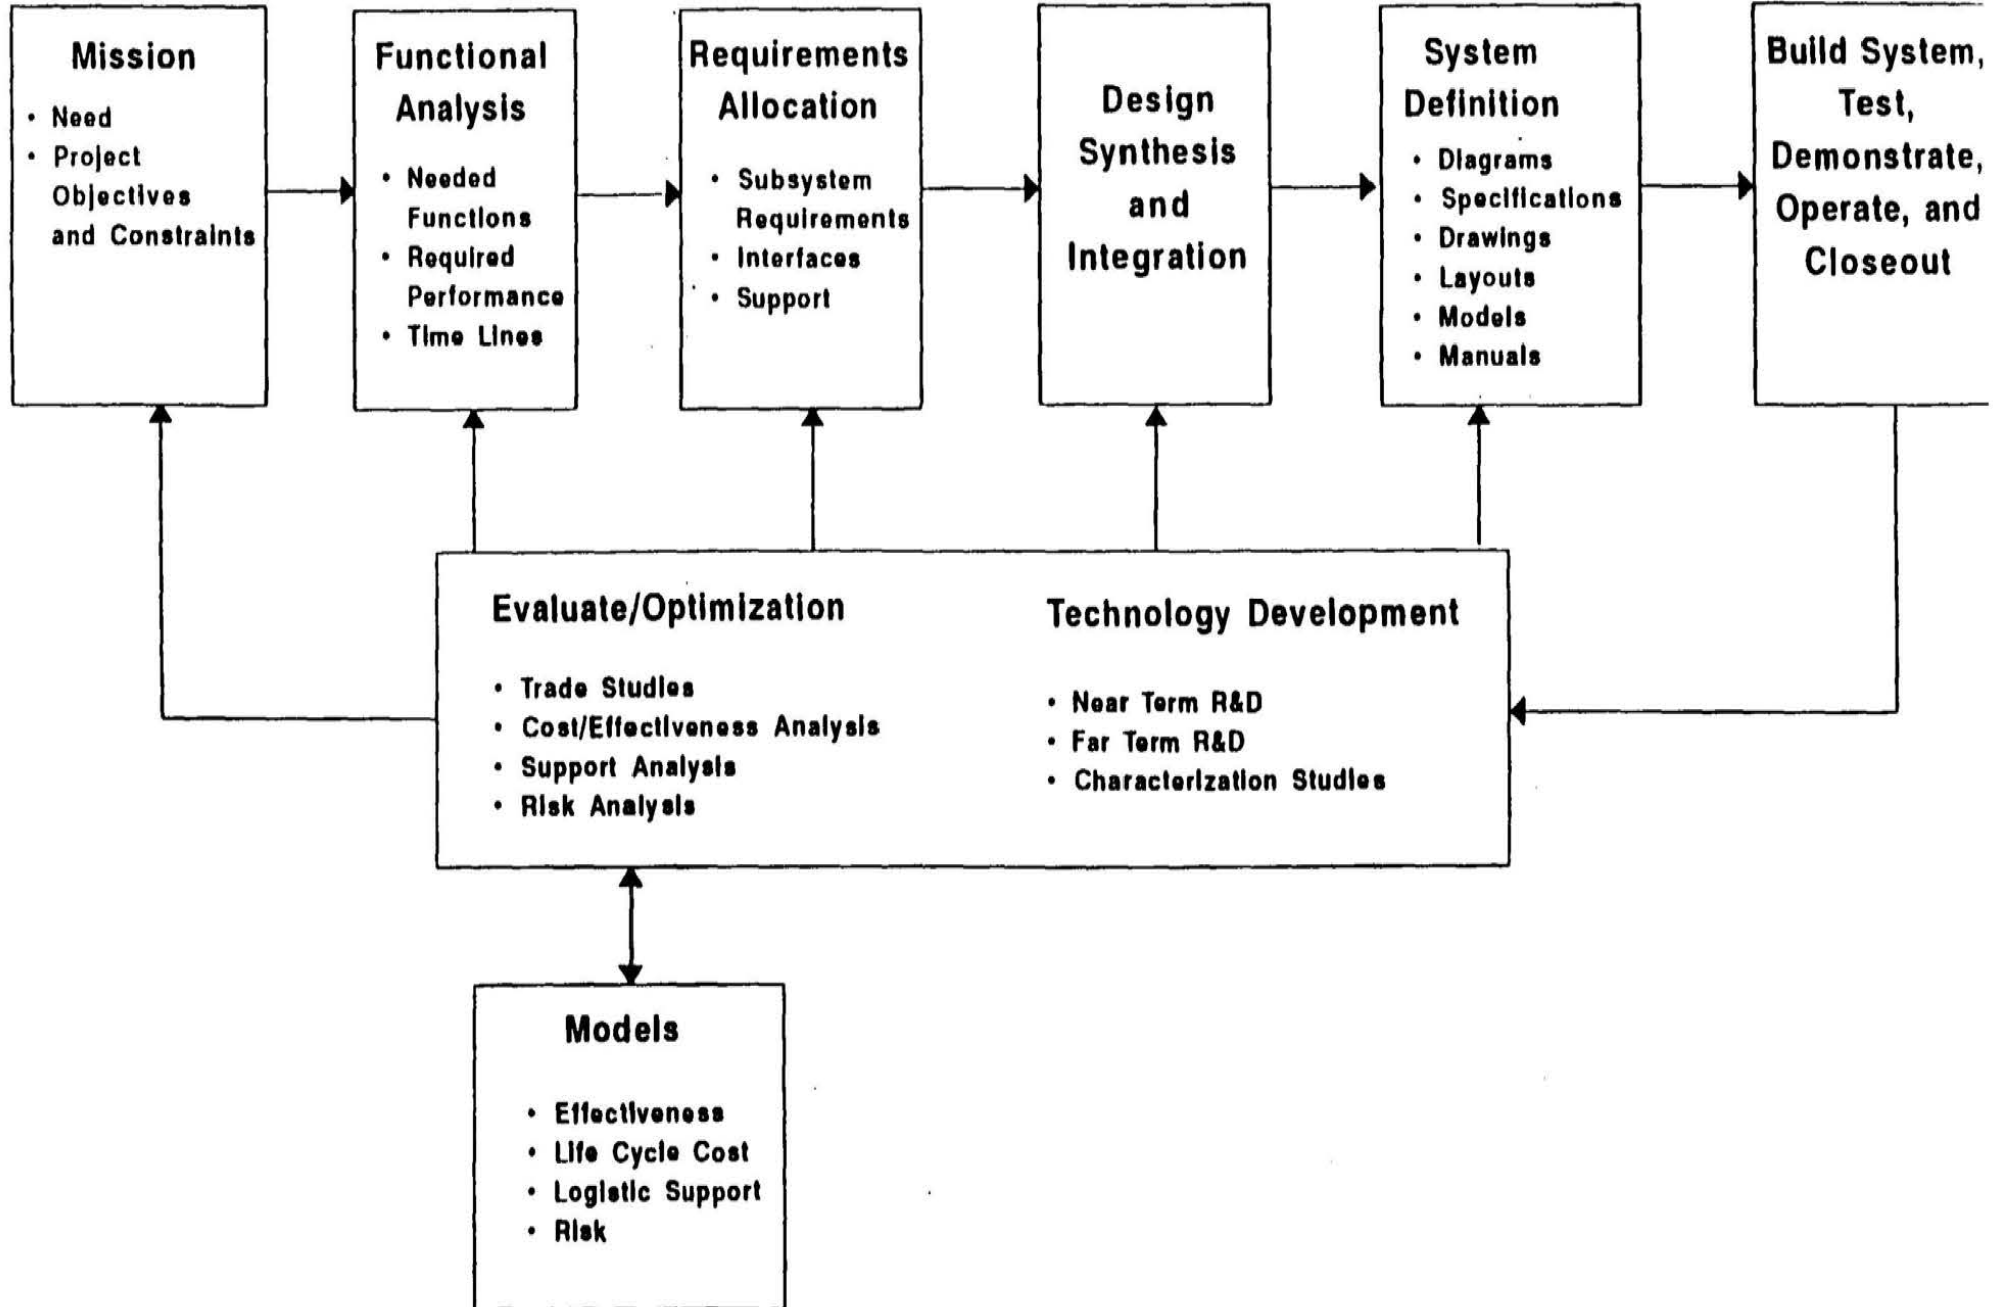 Mission
• Need
• Project
Objectives
and Constraints
Functional
Analysis
• Needed
Functions
• Required
Performance
• Time Lines
Requirements
Allocation
• Subsystem
Requirements
• Interfaces
• Support
Design
Synthesis
and
Integration
System
Definition
• Diagrams
• Specifications
• Drawings
• Layouts
• Models
• Manuals
Build System,
Test,
Demonstrate,
Operate, and
Closeout
Evaluate/Optimization
• Trade Studies
• Cost/Effectiveness Analysis
• Support Analysis
• Risk Analysis
Technology Development
• Near Term R&D
• Far Term R&D
• Characterization Studies
Models
• Effectiveness
• Life Cycle Cost
• Logistic Support
• Risk